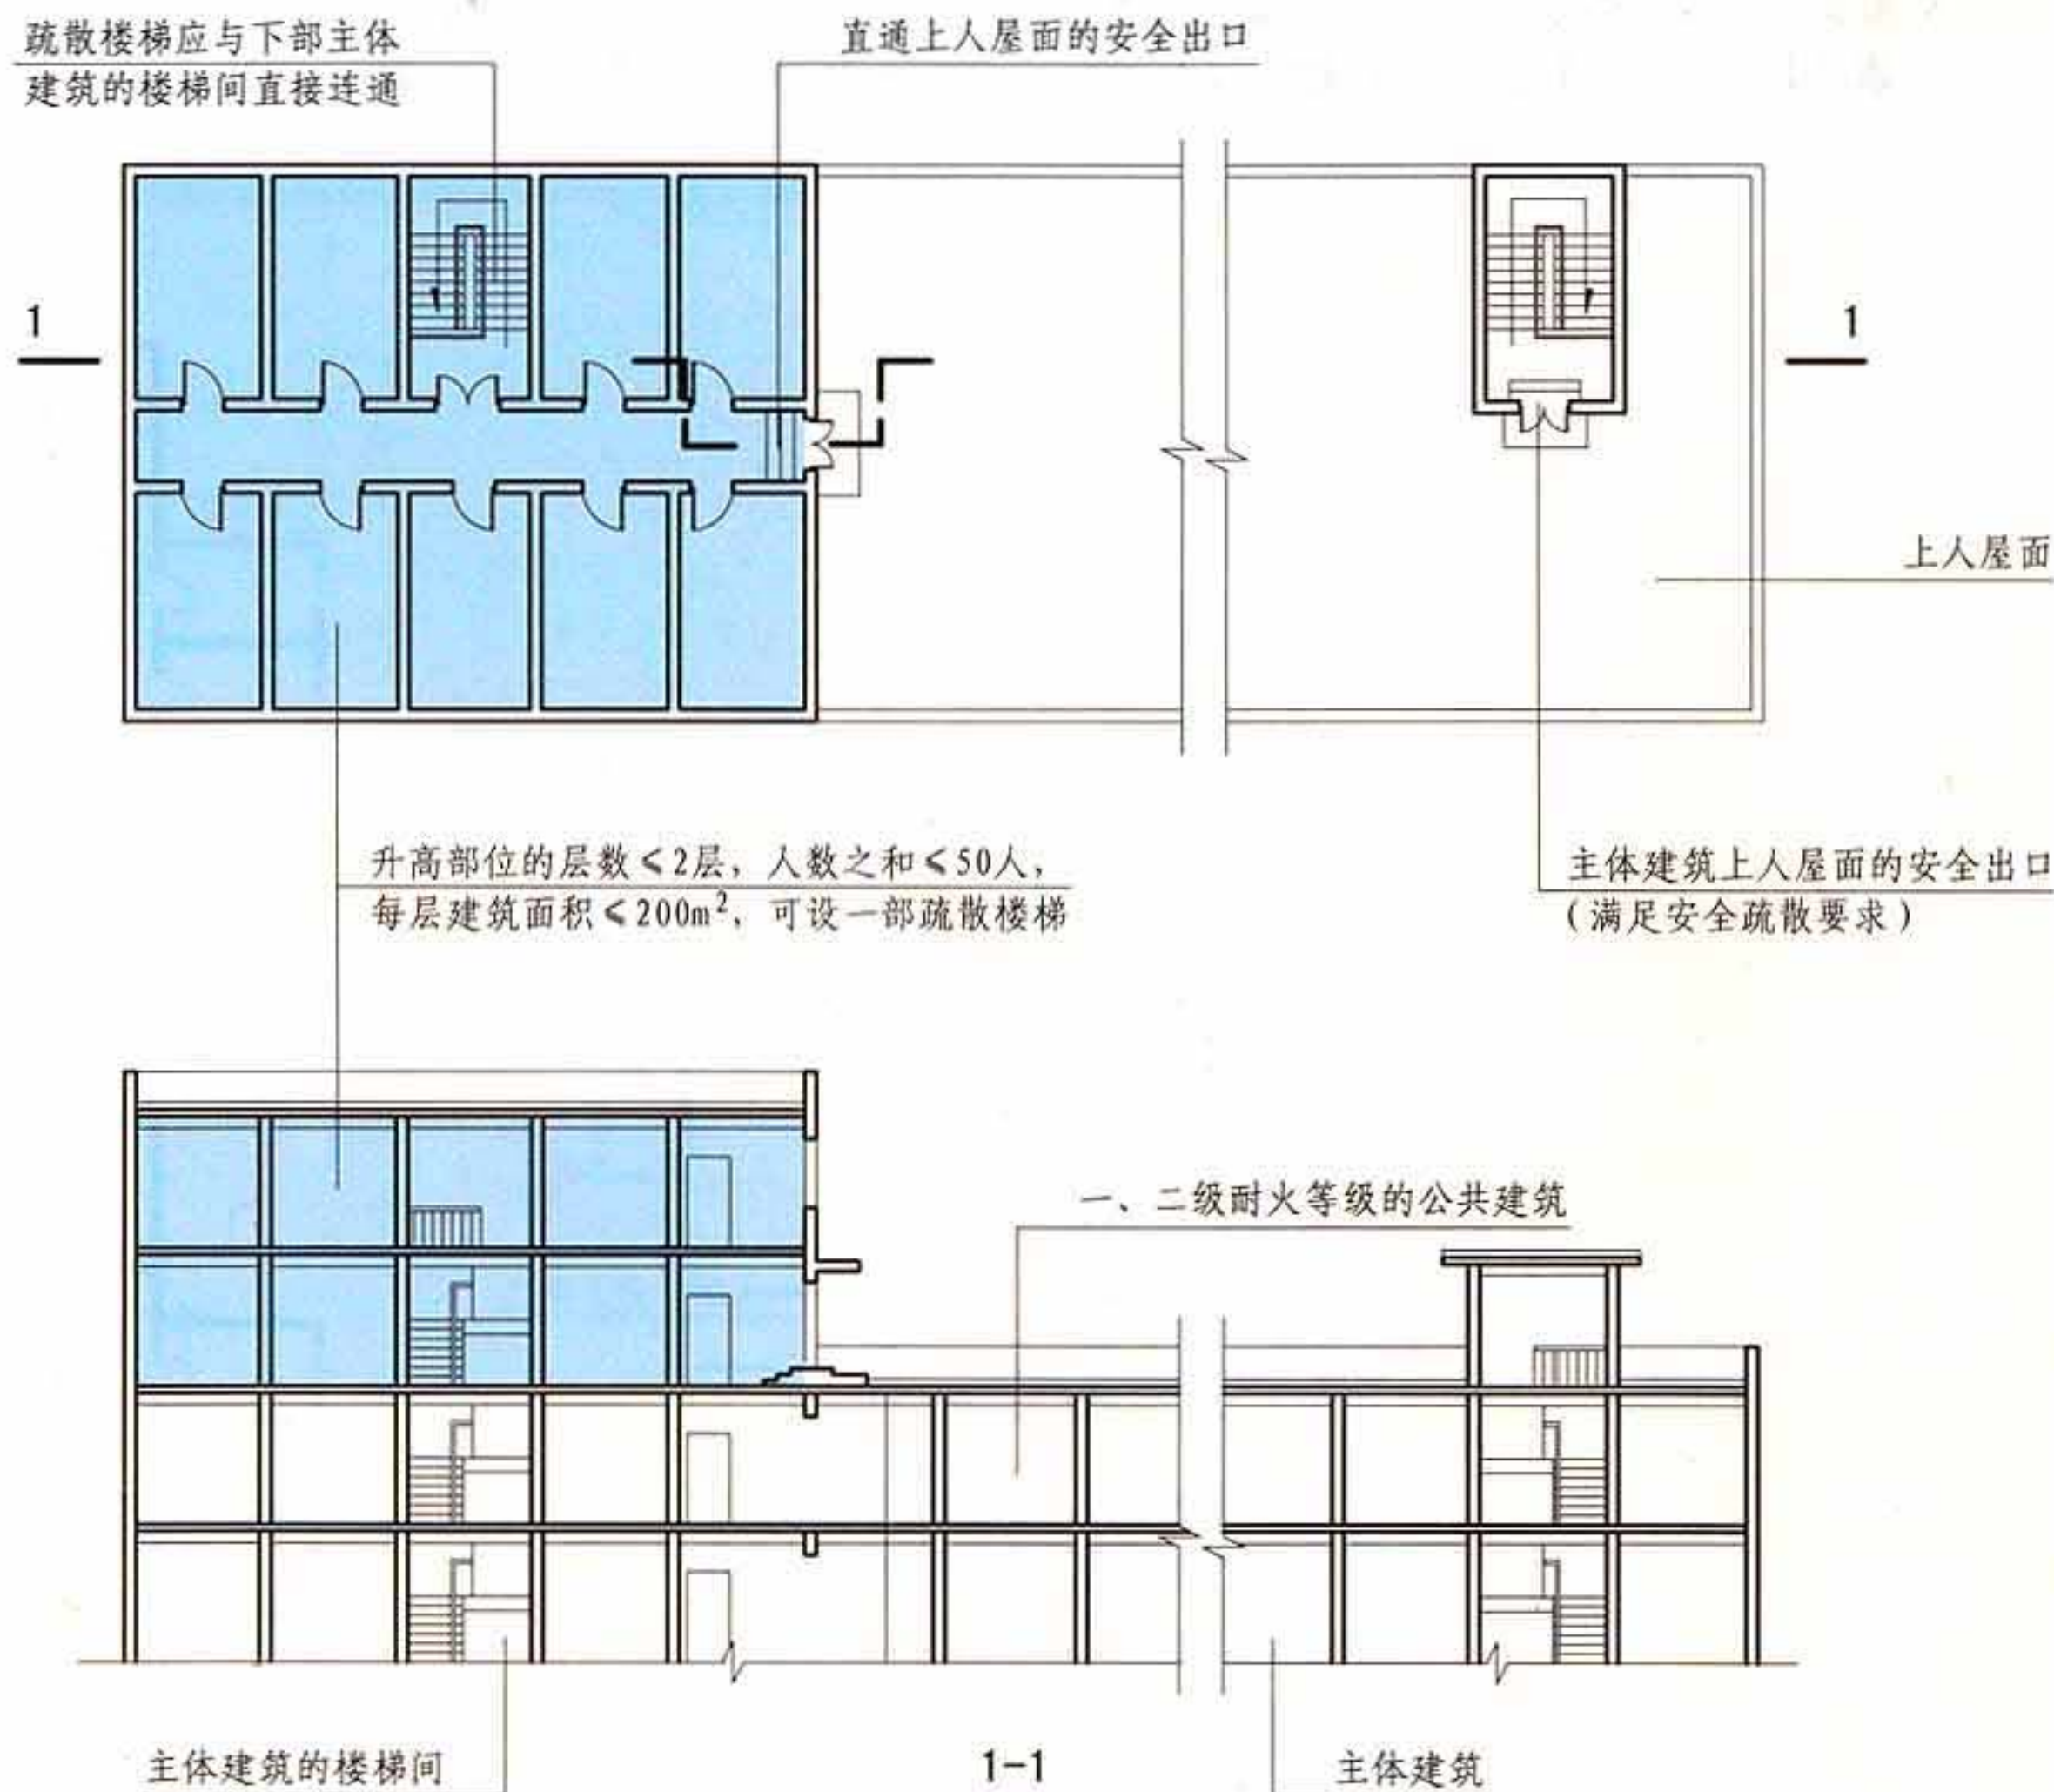 疏散楼梯应与下部主体
建筑的楼梯间直接连通
直通上人屋面的安全出口
1
1
上人屋面
升高部位的层数≤2层，人数之和≤50人，
每层建筑面积≤200m²，可设一部疏散楼梯
主体建筑上人屋面的安全出口
（满足安全疏散要求）
一、二级耐火等级的公共建筑
主体建筑的楼梯间
1-1
主体建筑